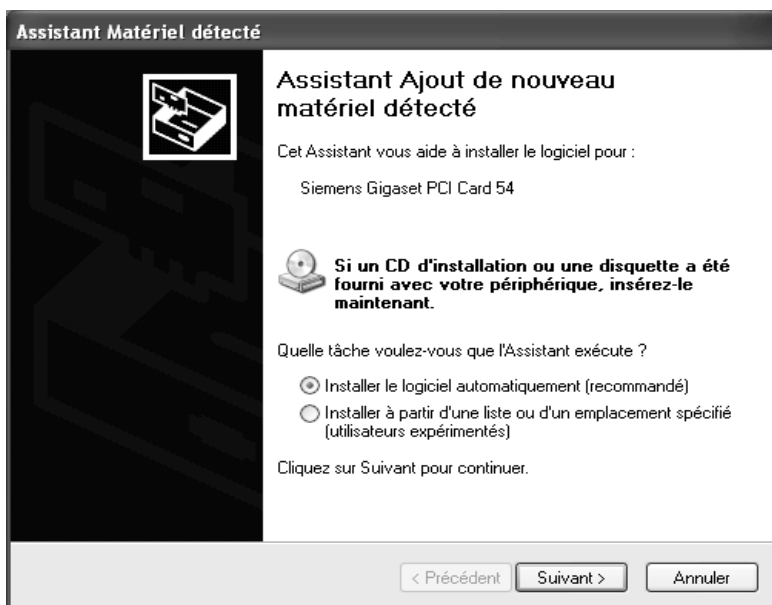 Assistant Matériel détecté
Assistant Ajout de nouveau
matériel détecté
Cet Assistant vous aide à installer le logiciel pour :
Siemens Gigaset PCI Card 54
Si un CD d'installation ou une disquette a été
fourni avec votre périphérique, insérez-le
maintenant.
Quelle tâche voulez-vous que l'Assistant exécute ?
Installer le logiciel automatiquement (recommandé)
Installer à partir d'une liste ou d'un emplacement spécifié
(utilisateurs expérimentés)
Cliquez sur Suivant pour continuer.
< Précédent Suivant > Annuler